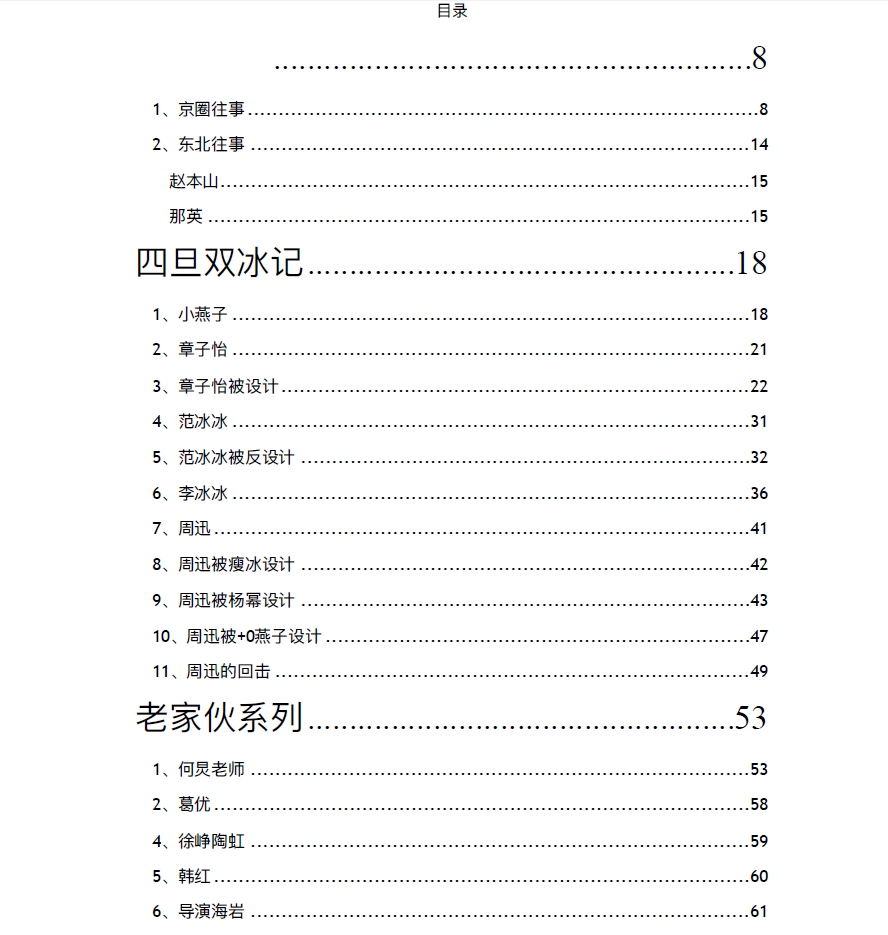 目录
........................................................8
1、京圈往事........................................................8
2、东北往事........................................................14
赵本山........................................................15
那英........................................................15
四旦双冰记........................................................18
1、小燕子........................................................18
2、章子怡........................................................21
3、章子怡被设计........................................................22
4、范冰冰........................................................31
5、范冰冰被反设计........................................................32
6、李冰冰........................................................36
7、周迅........................................................41
8、周迅被瘦冰设计........................................................42
9、周迅被杨幂设计........................................................43
10、周迅被+0燕子设计........................................................47
11、周迅的回击........................................................49
老家伙系列........................................................53
1、何炅老师........................................................53
2、葛优........................................................58
4、徐峥陶虹........................................................59
5、韩红........................................................60
6、导演海岩........................................................61